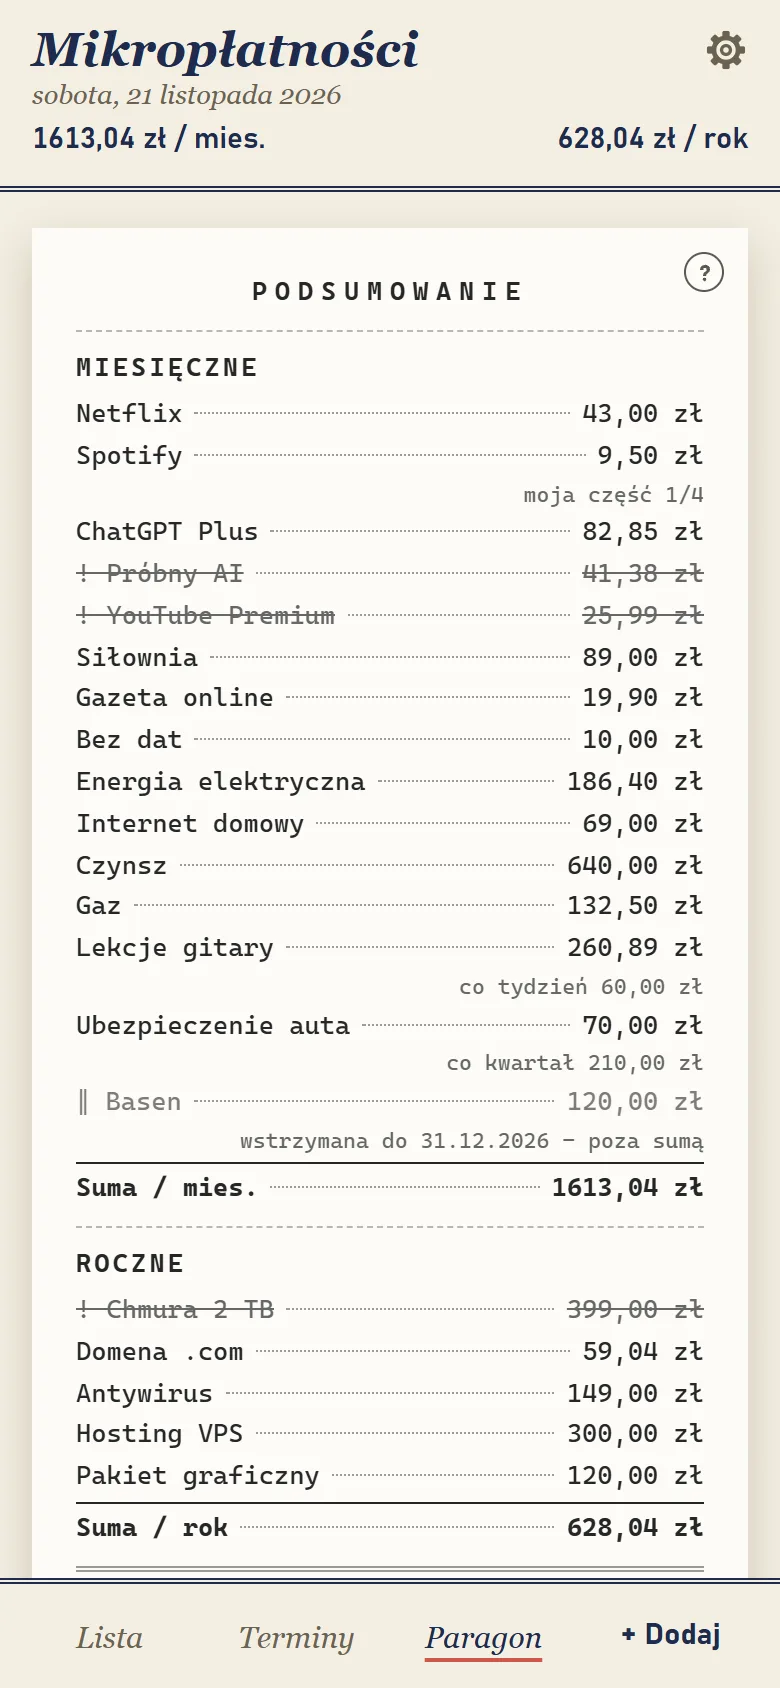 Mikropłatności
sobota, 21 listopada 2026
1613,04 zł / mies. 628,04 zł / rok
?
PODSUMOWANIE
MIESIĘCZNE
Netflix 43,00 zł
Spotify 9,50 zł
moja część 1/4
ChatGPT Plus 82,85 zł
! Próbny AI 41,38 zł
! YouTube Premium 25,99 zł
Siłownia 89,00 zł
Gazeta online 19,90 zł
Bez dat 10,00 zł
Energia elektryczna 186,40 zł
Internet domowy 69,00 zł
Czynsz 640,00 zł
Gaz 132,50 zł
Lekcje gitary 260,89 zł
co tydzień 60,00 zł
Ubezpieczenie auta 70,00 zł
co kwartał 210,00 zł
‖ Basen 120,00 zł
wstrzymana do 31.12.2026 – poza sumą
Suma / mies. 1613,04 zł
ROCZNE
! Chmura 2 TB 399,00 zł
Domena .com 59,04 zł
Antywirus 149,00 zł
Hosting VPS 300,00 zł
Pakiet graficzny 120,00 zł
Suma / rok 628,04 zł
Lista Terminy Paragon + Dodaj